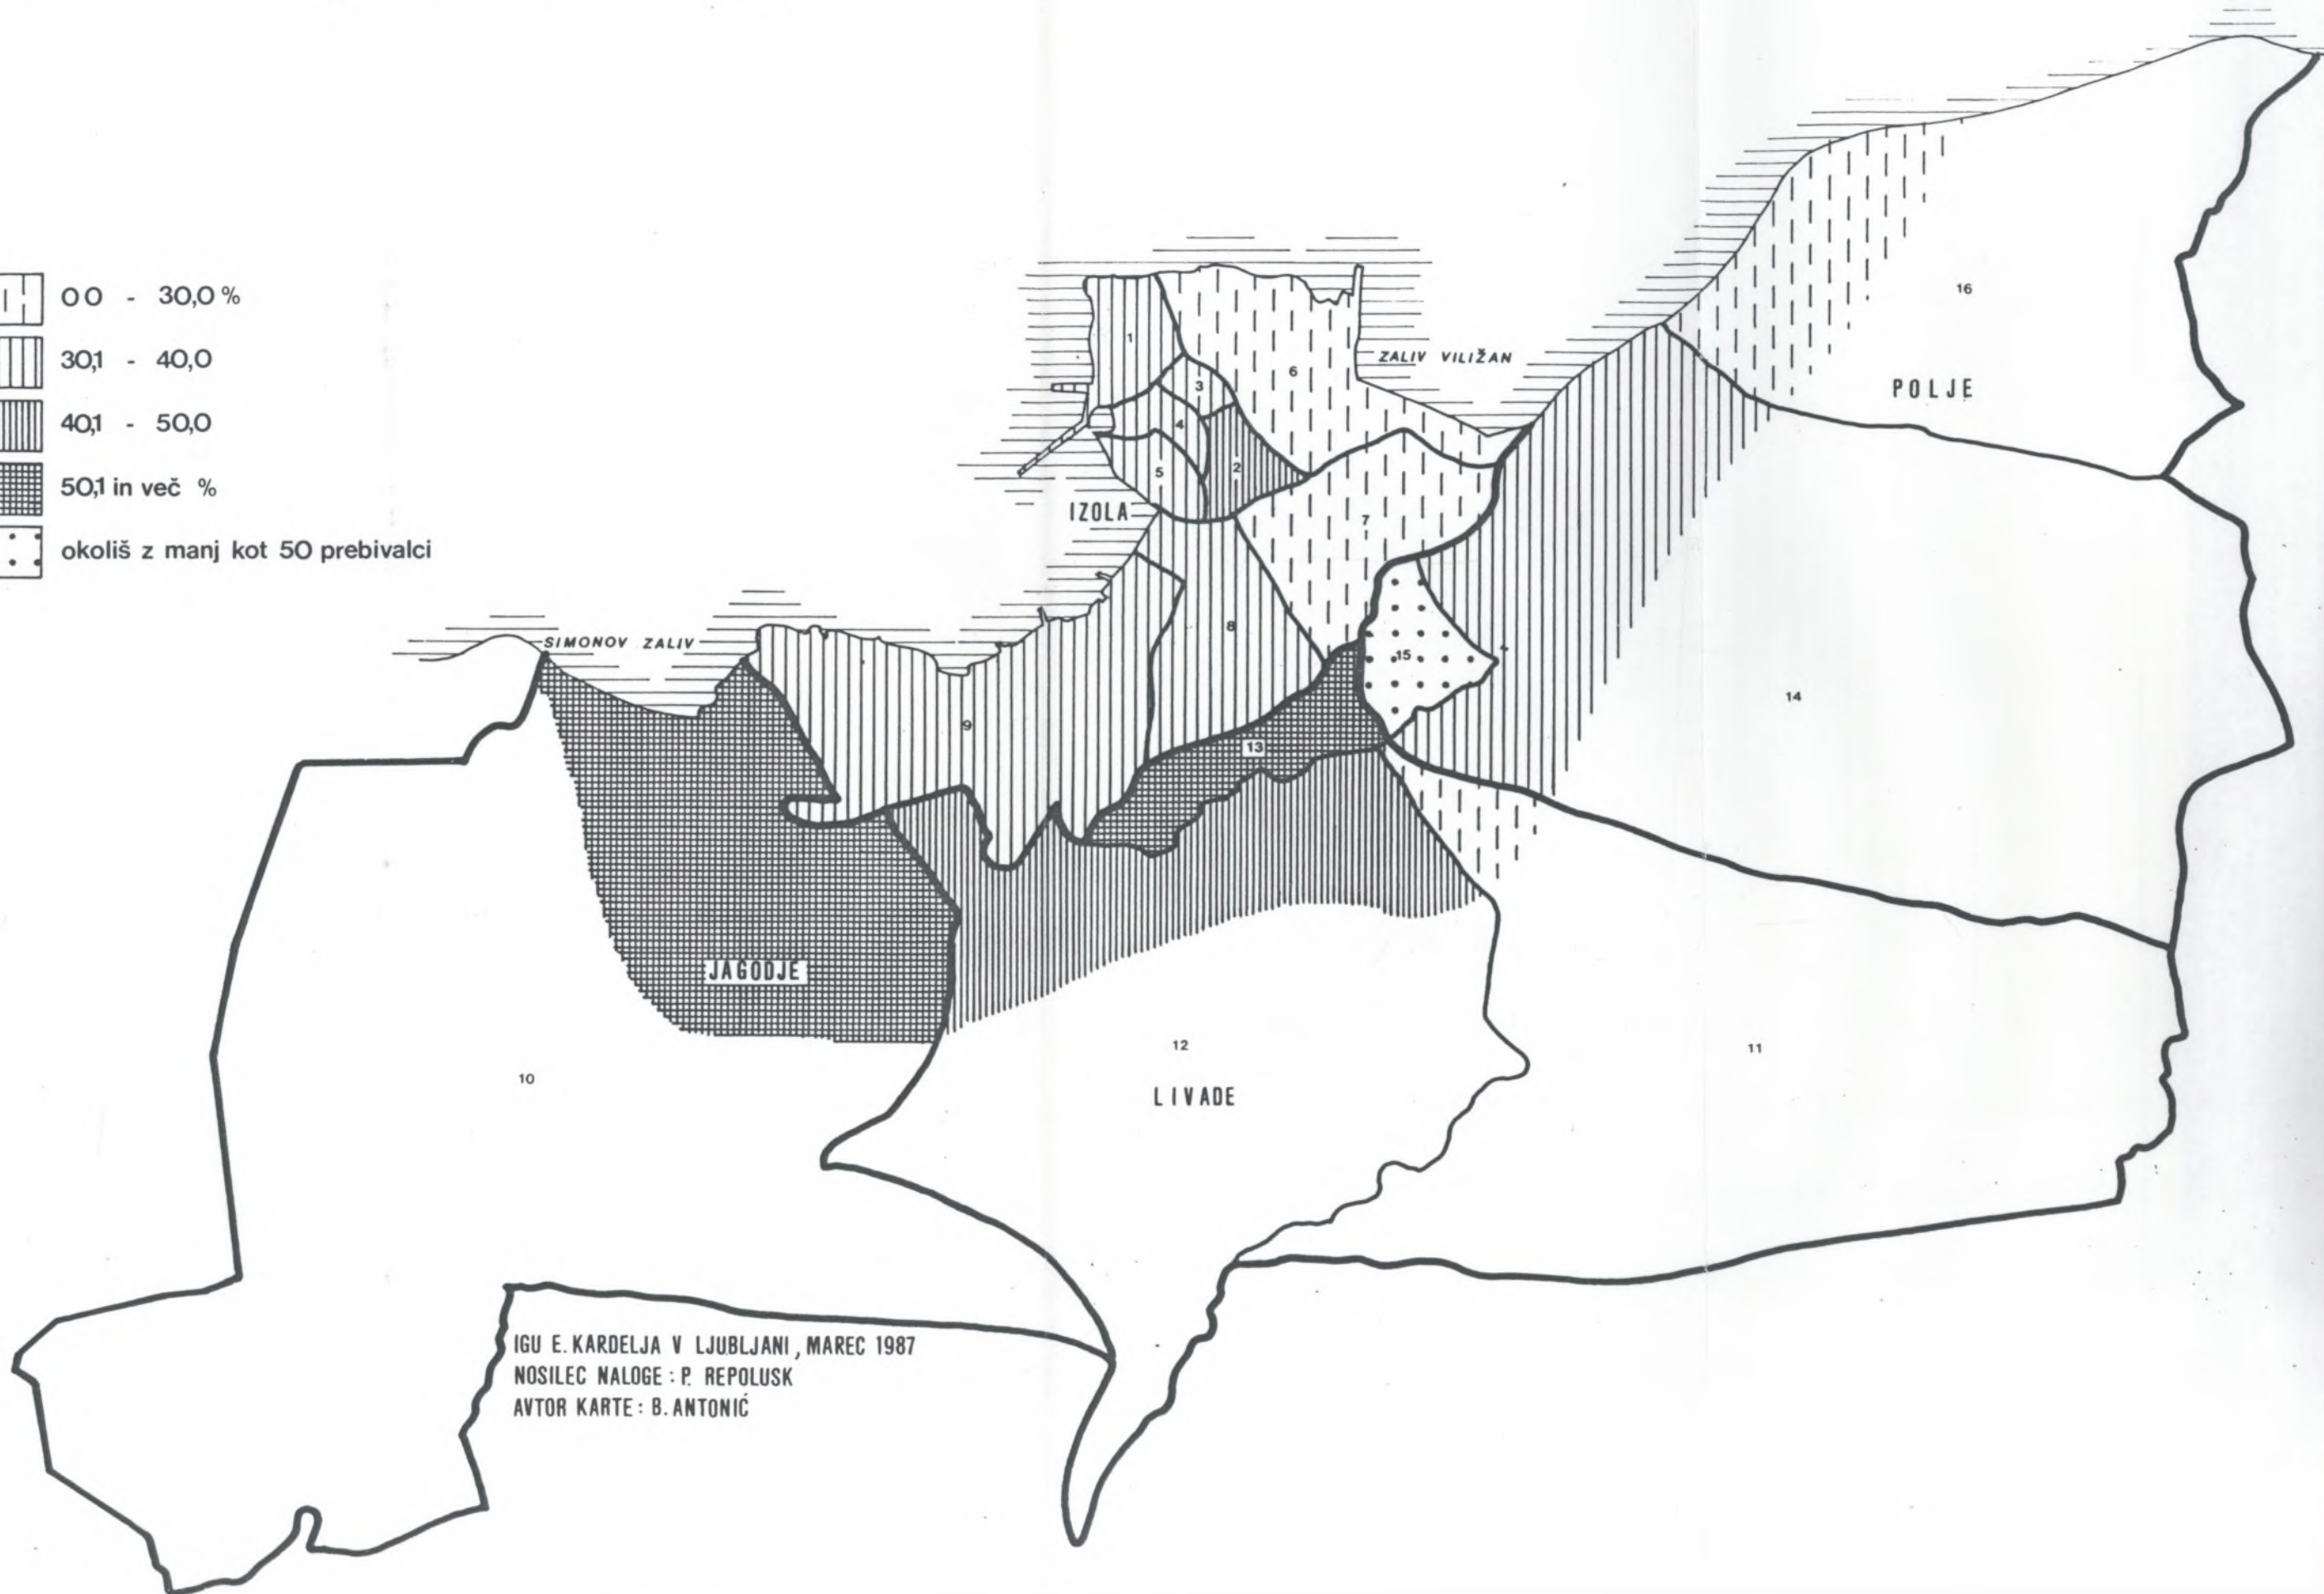 00 - 30,0 %
30,1 - 40,0
40,1 - 50,0
50,1 in več %
okoliš z manj kot 50 prebivalci
16
POLJE
1
3
6
ZALIV VILIŽAN
4
2
5
IZOLA
7
SIMONOV ZALIV
8
15
14
9
13
JAGODJE
12
11
10
LIVADE
IGU E. KARDELJA V LJUBLJANI, MAREC 1987
NOSILEC NALOGE : P. REPOLUSK
AVTOR KARTE : B. ANTONIĆ